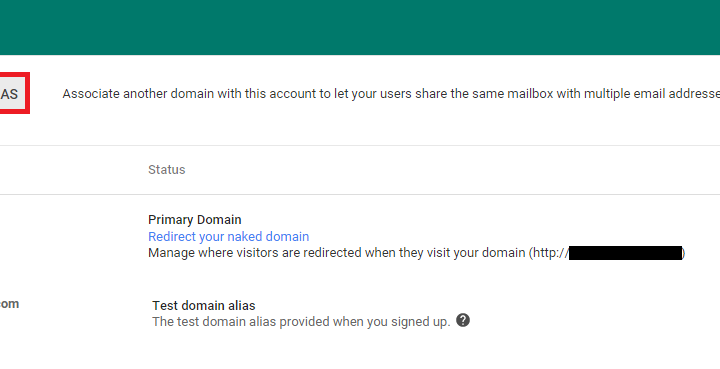 AS
Associate another domain with this account to let your users share the same mailbox with multiple email addresse
Status
Primary Domain
Redirect your naked domain
Manage where visitors are redirected when they visit your domain (http:// )
com
Test domain alias
The test domain alias provided when you signed up. ?